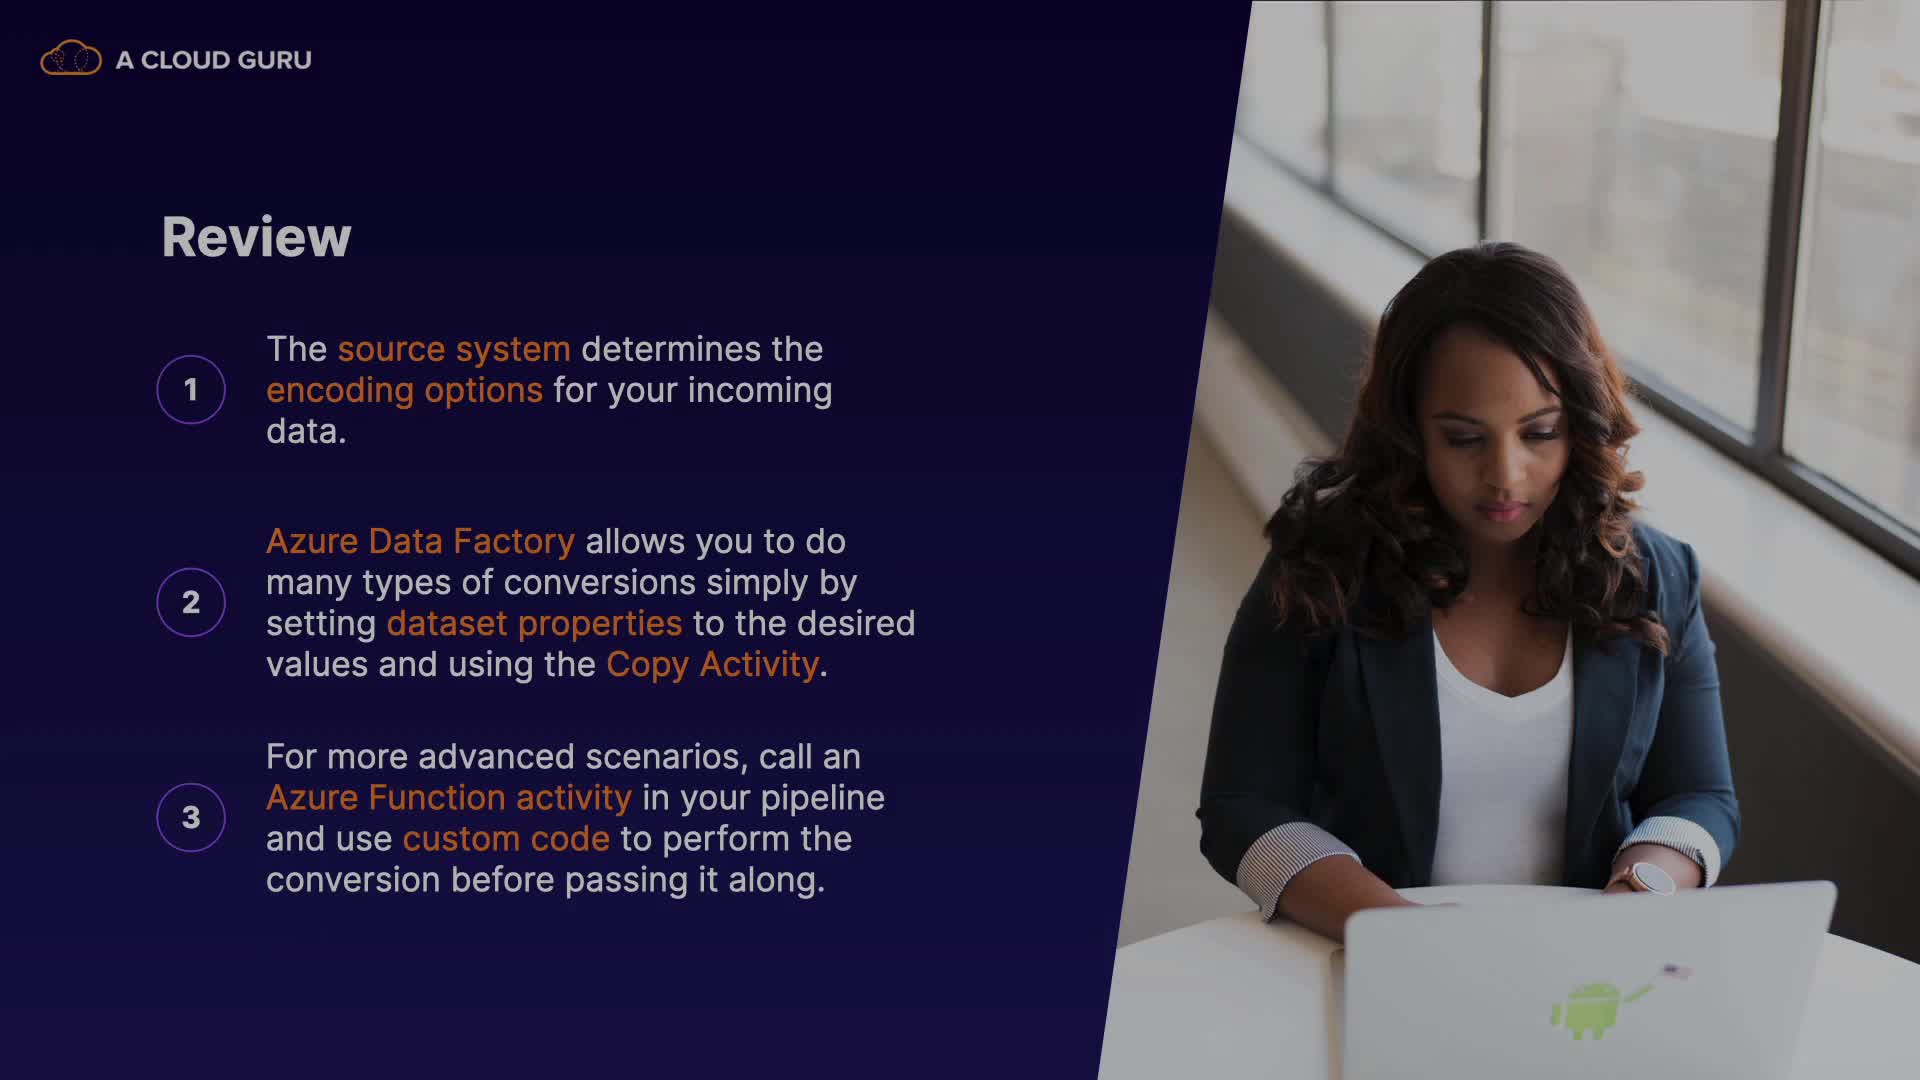 A CLOUD GURU
Review
1
The source system determines the
encoding options for your incoming
data.
2
Azure Data Factory allows you to do
many types of conversions simply by
setting dataset properties to the desired
values and using the Copy Activity.
3
For more advanced scenarios, call an
Azure Function activity in your pipeline
and use custom code to perform the
conversion before passing it along.